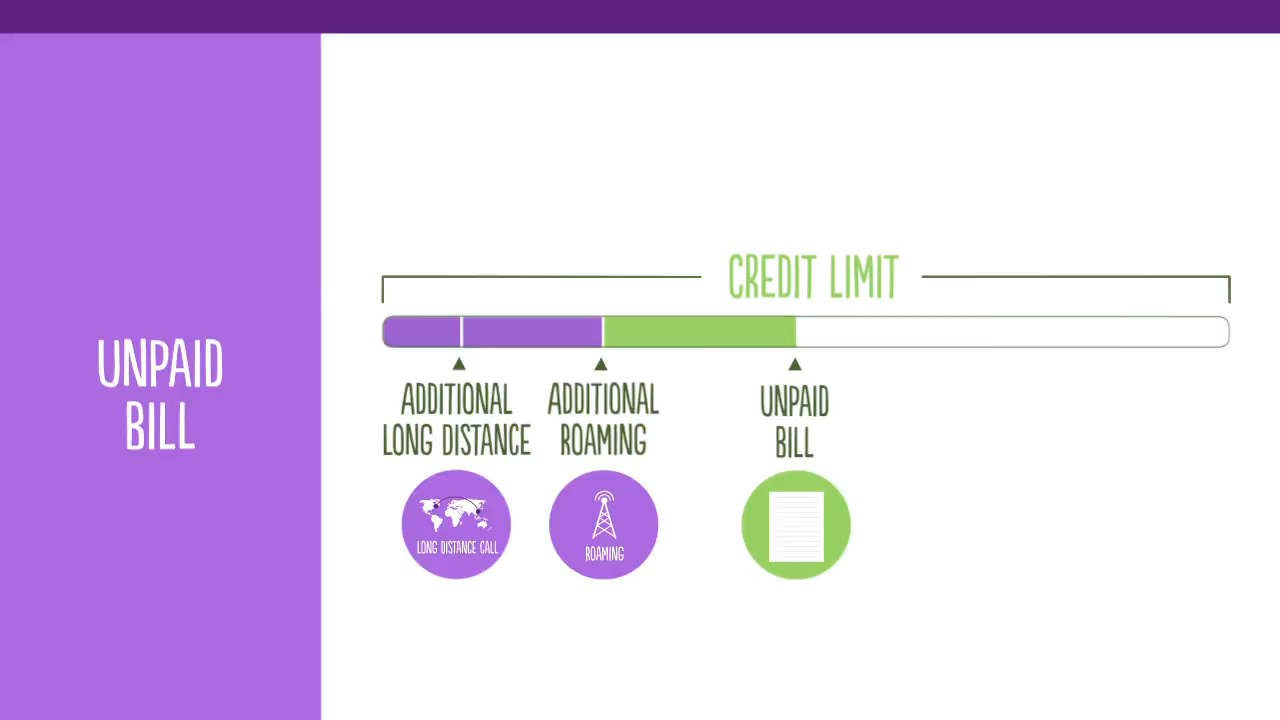 UNPAID
BILL
CREDIT LIMIT
ADDITIONAL
LONG DISTANCE
ADDITIONAL
ROAMING
UNPAID
BILL
LONG DISTANCE CALL
ROAMING